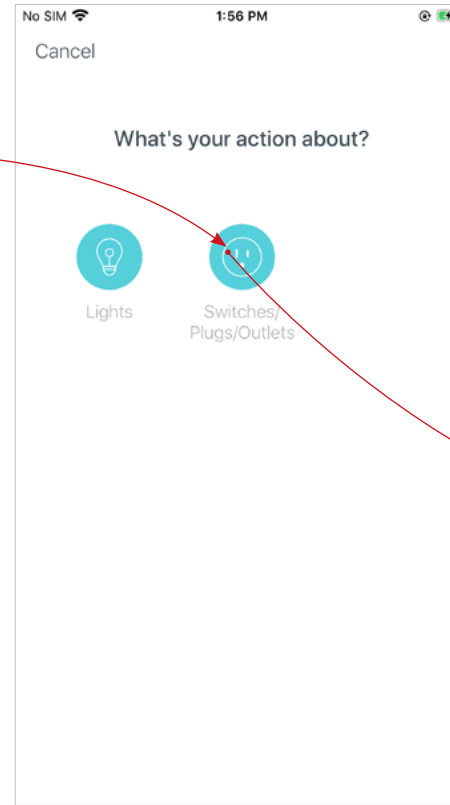 No SIM 1:56 PM
Cancel
What's your action about?
Lights
Switches/
Plugs/Outlets